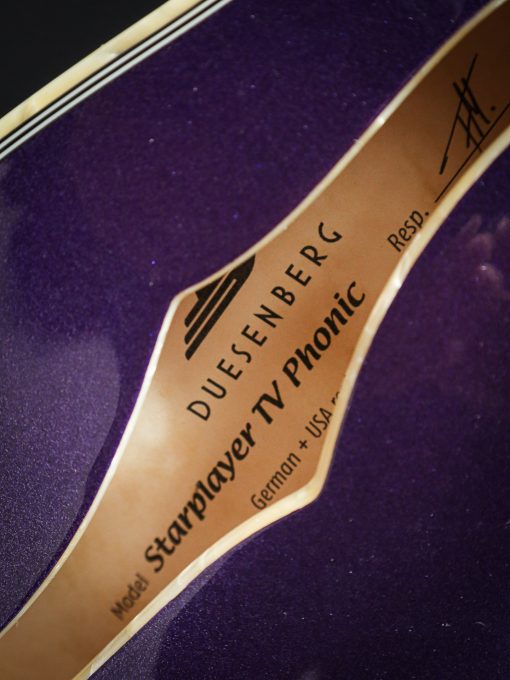 DUESENBERG
Model Starplayer TV Phonic
German + USA
Resp.